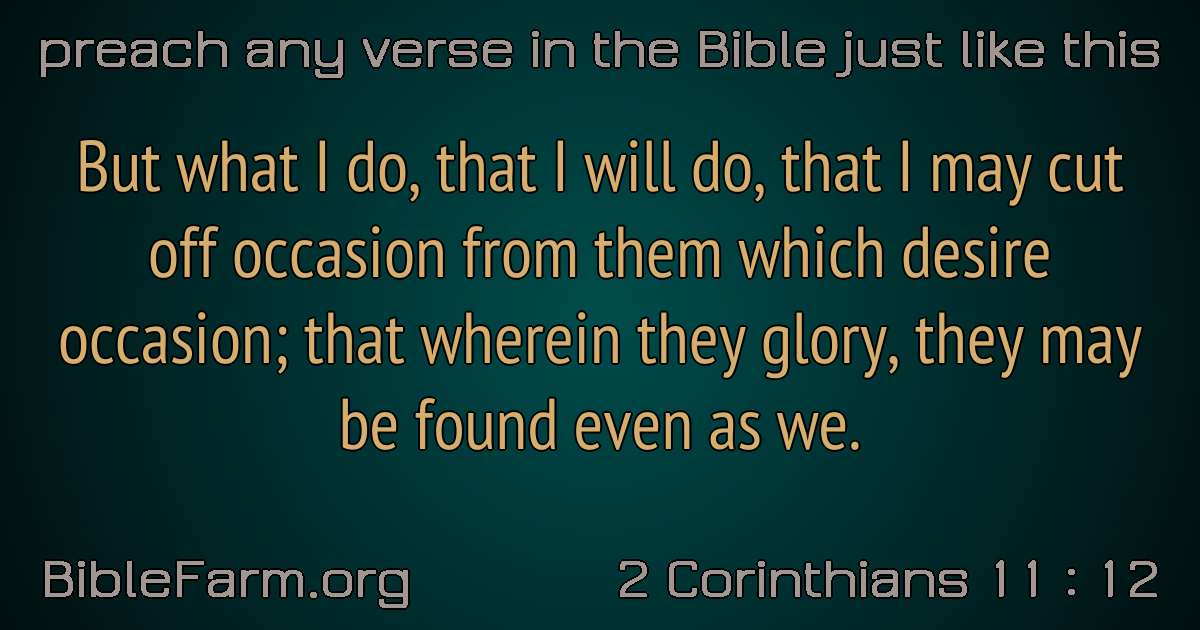 preach any verse in the Bible just like this
But what I do, that I will do, that I may cut
off occasion from them which desire
occasion; that wherein they glory, they may
be found even as we.
BibleFarm.org
2 Corinthians 11 : 12